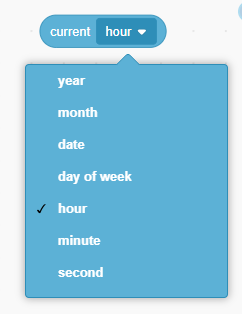 current hour
year
month
date
day of week
✓ hour
minute
second